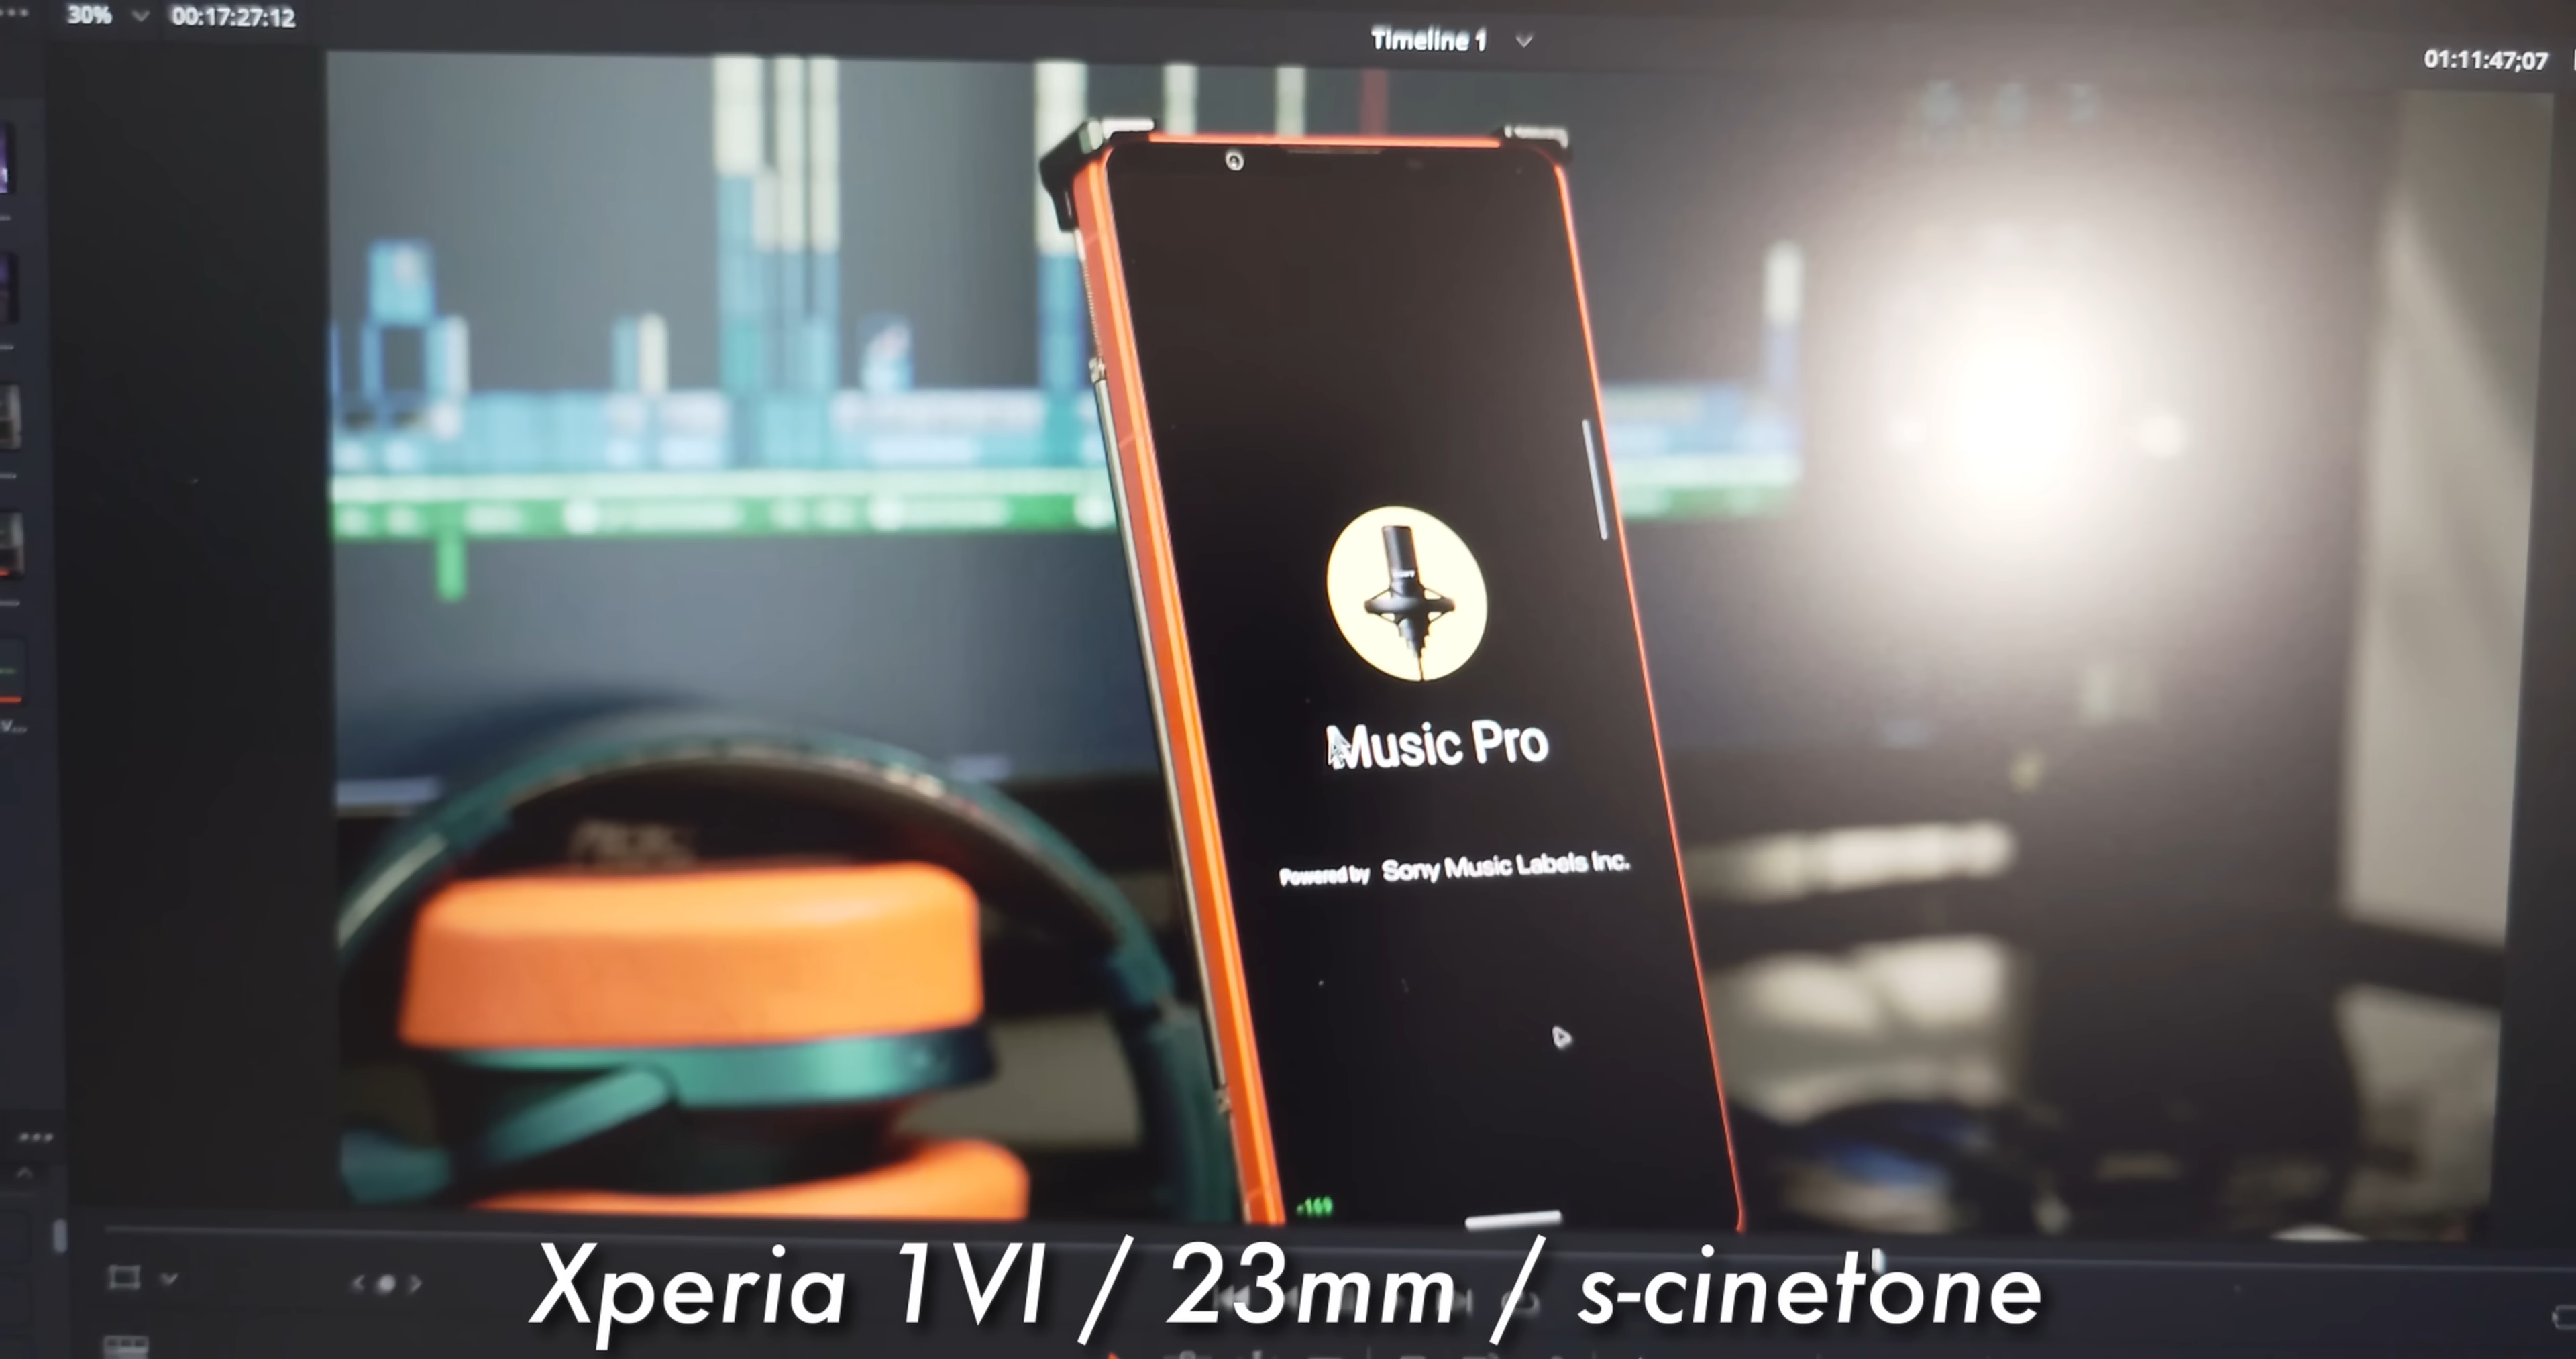 30% 00:17:27:12
Timeline 1
01:11:47;07
Music Pro
Powered by Sony Music Labels Inc.
-169
Xperia 1VI / 23mm / s-cinetone